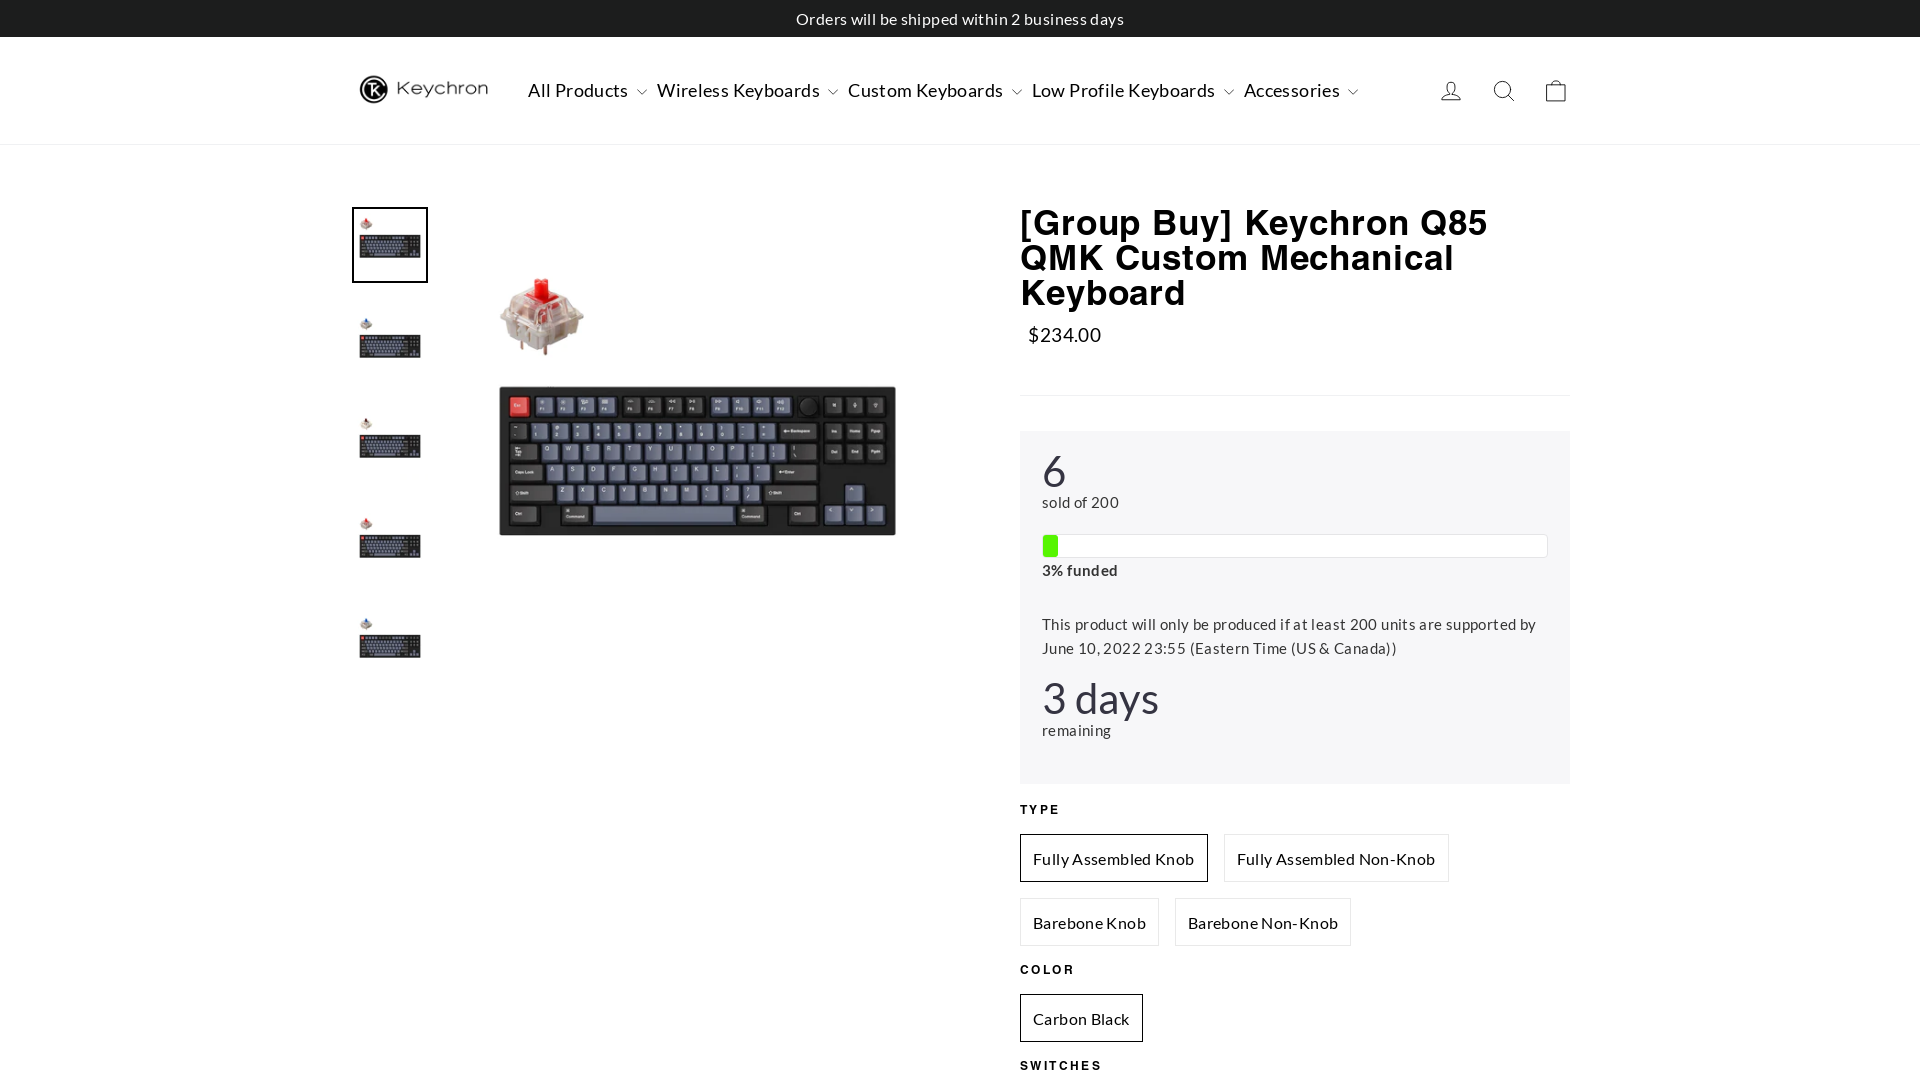 Orders will be shipped within 2 business days
Keychron
All Products
Wireless Keyboards
Custom Keyboards
Low Profile Keyboards
Accessories
[Group Buy] Keychron Q85
QMK Custom Mechanical
Keyboard
$234.00
6
sold of 200
3% funded
This product will only be produced if at least 200 units are supported by
June 10, 2022 23:55 (Eastern Time (US & Canada))
3 days
remaining
TYPE
Fully Assembled Knob
Fully Assembled Non-Knob
Barebone Knob
Barebone Non-Knob
COLOR
Carbon Black
SWITCHES